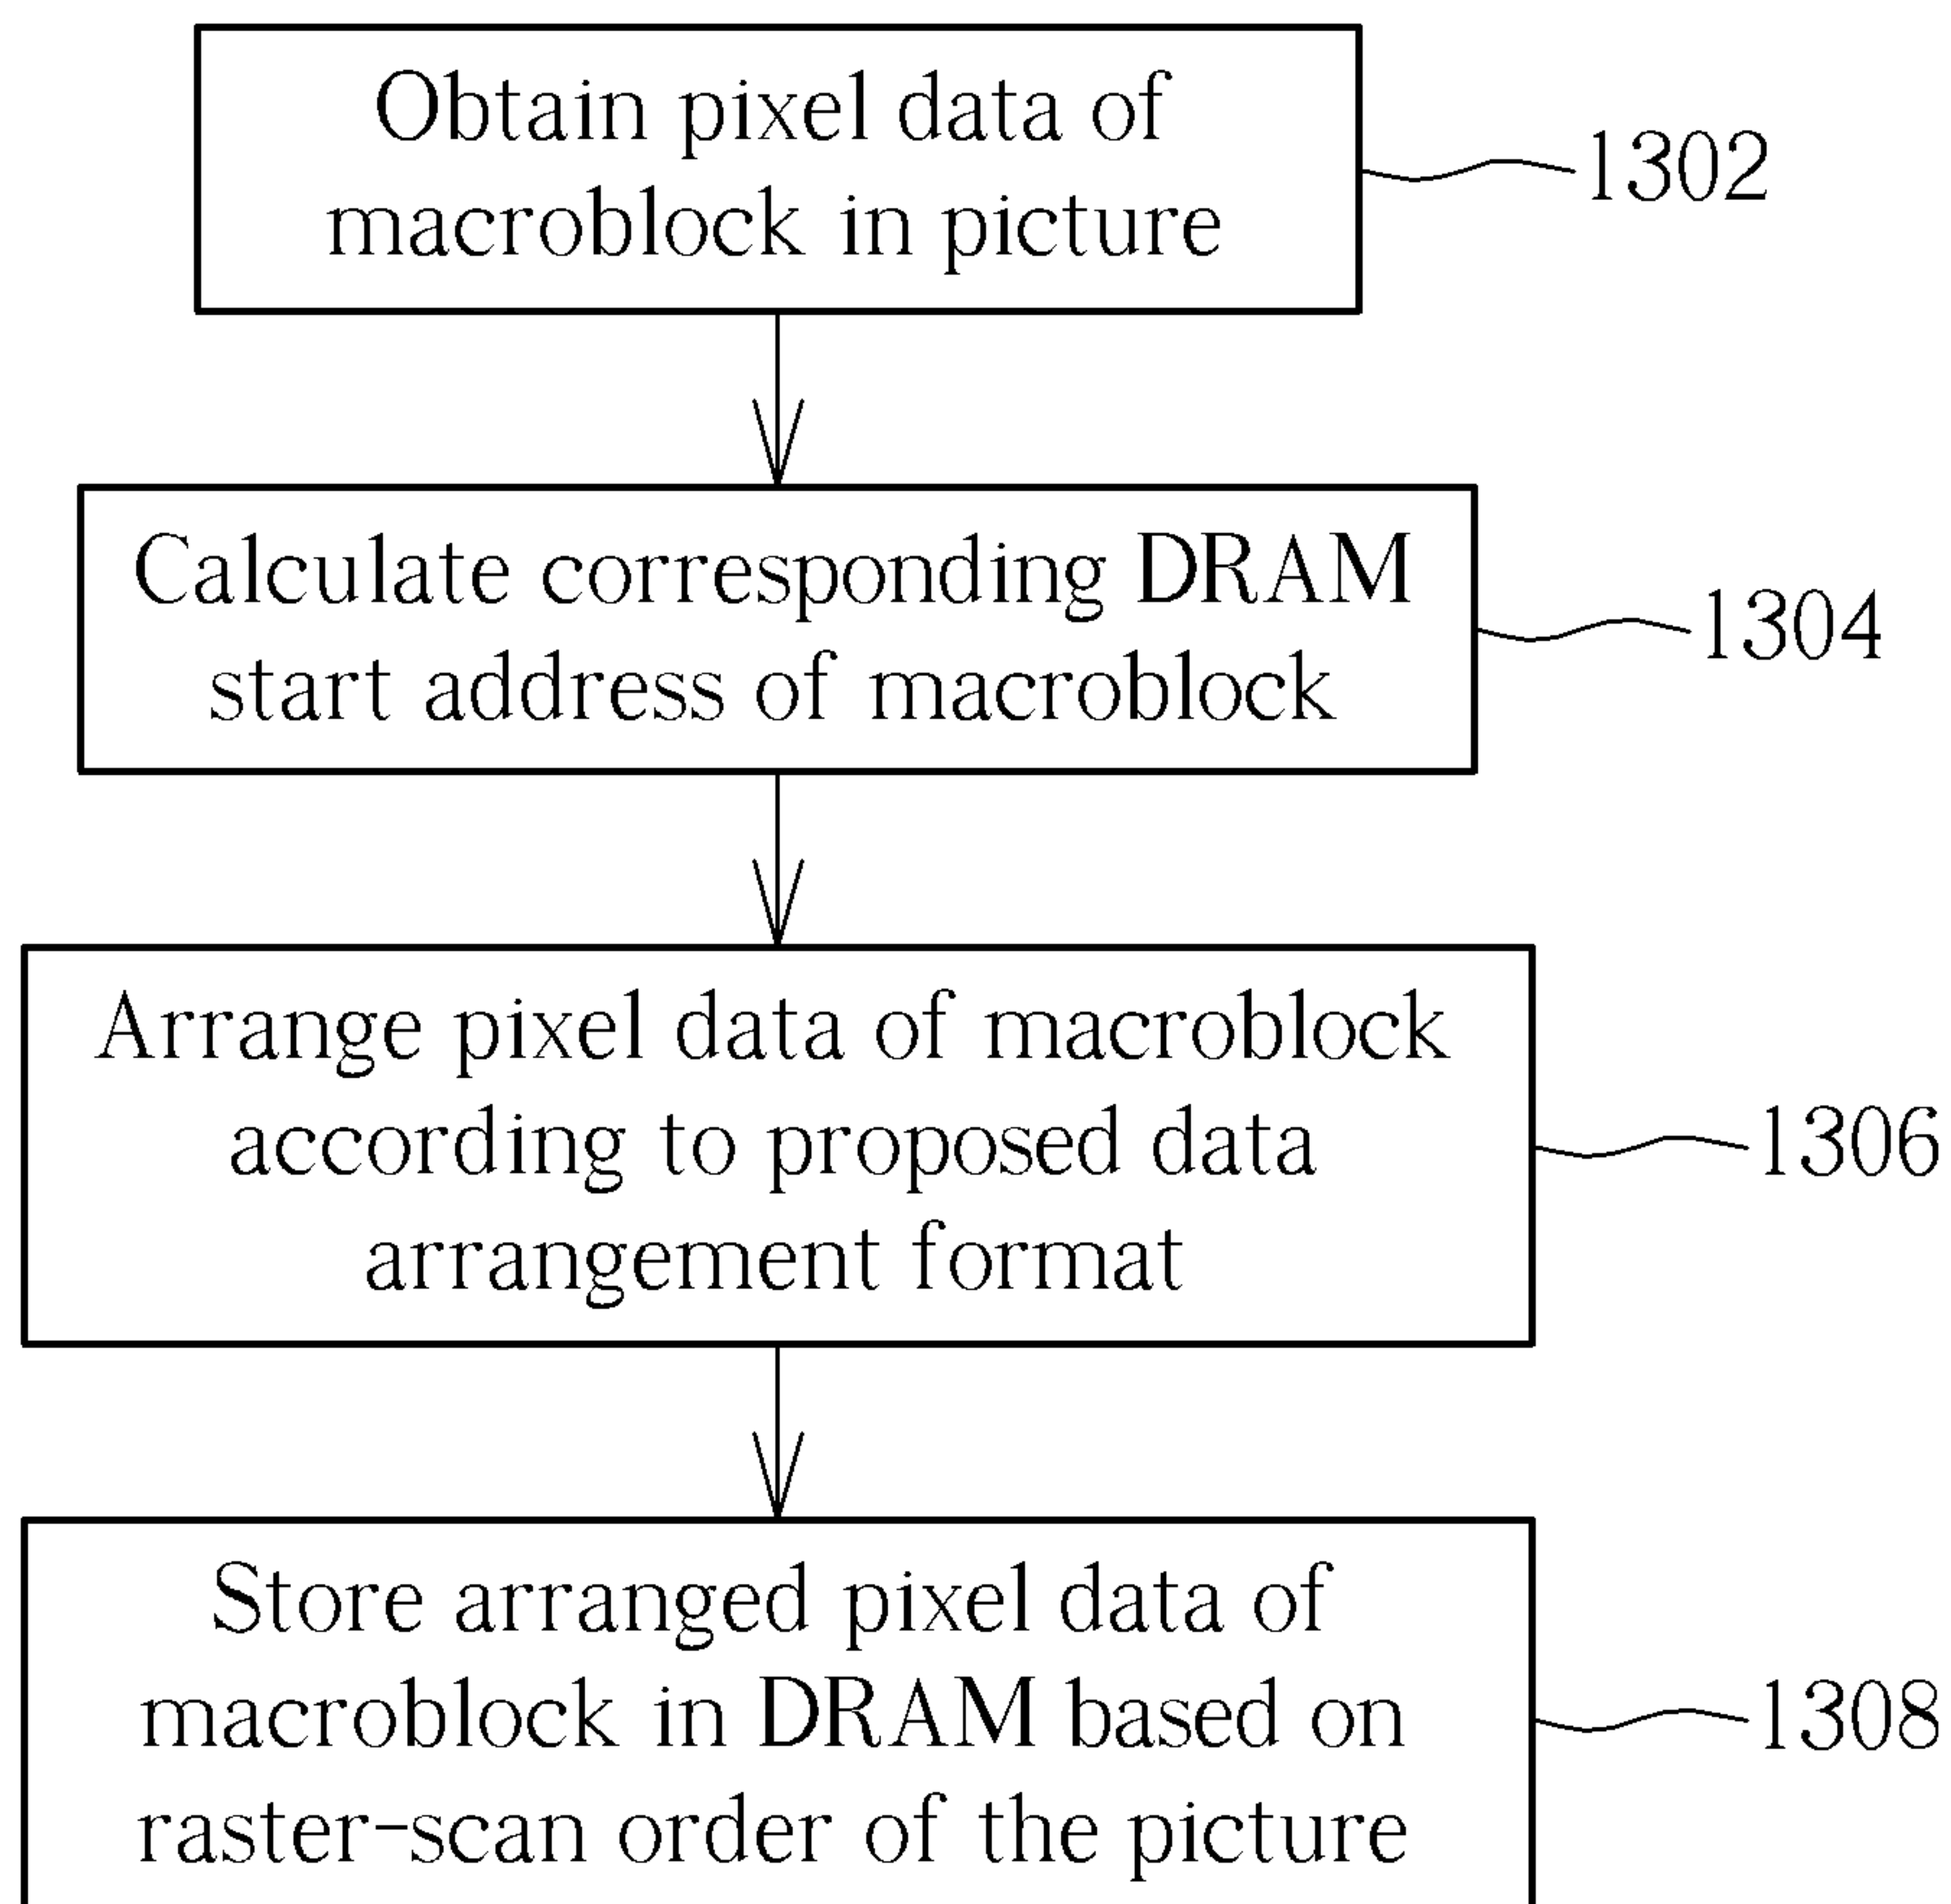 Obtain pixel data of
macroblock in picture
1302
Calculate corresponding DRAM
start address of macroblock
1304
Arrange pixel data of macroblock
according to proposed data
arrangement format
1306
Store arranged pixel data of
macroblock in DRAM based on
raster-scan order of the picture
1308